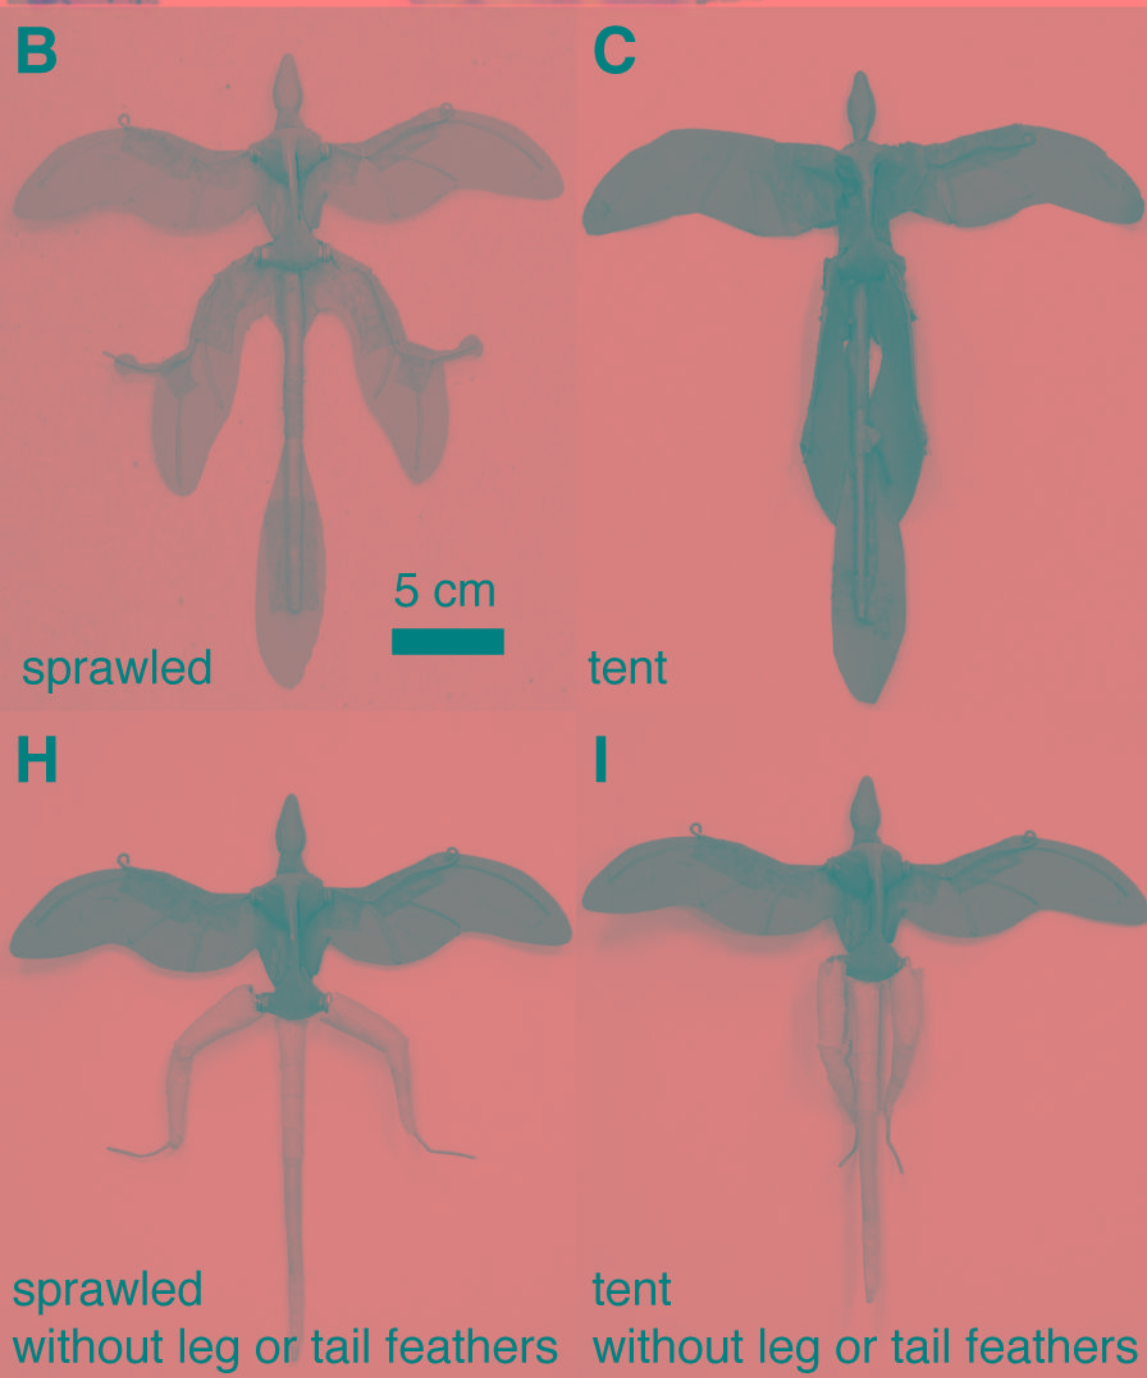 B
C
5 cm
sprawled
tent
H
I
sprawled
without leg or tail feathers
tent
without leg or tail feathers